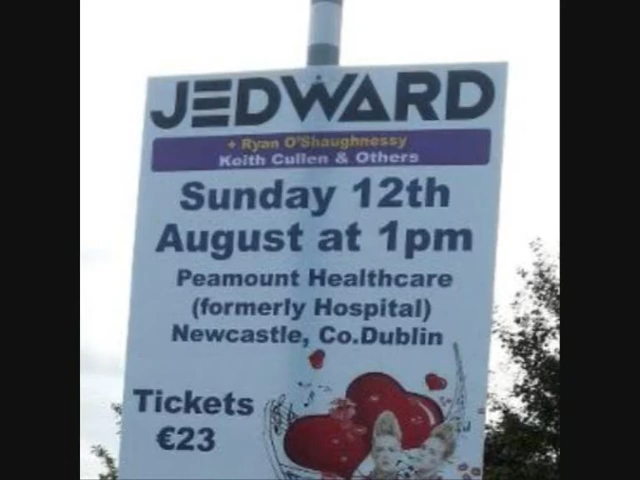 JEDWARD
+ Ryan O'Shaughnessy
Keith Cullen & Others
Sunday 12th
August at 1pm
Peamount Healthcare
(formerly Hospital)
Newcastle, Co.Dublin
Tickets
€23